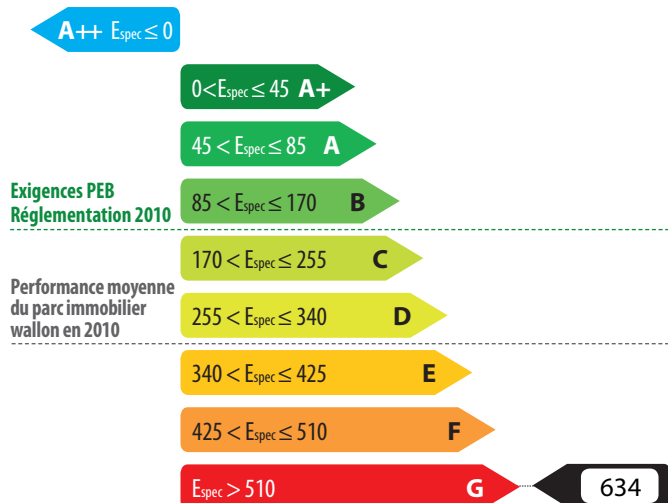 A++ Espec ≤ 0
0 < Espec ≤ 45 A+
45 < Espec ≤ 85 A
Exigences PEB
Réglementation 2010
85 < Espec ≤ 170 B
170 < Espec ≤ 255 C
Performance moyenne
du parc immobilier
wallon en 2010
255 < Espec ≤ 340 D
340 < Espec ≤ 425 E
425 < Espec ≤ 510 F
Espec > 510 G 634